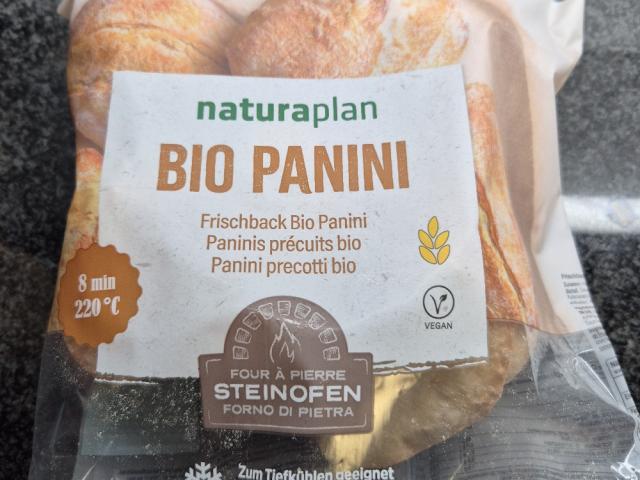 naturaplan
BIO PANINI
Frischback Bio Panini
Paninis précuits bio
Panini precotti bio
8 min
220°C
VEGAN
FOUR À PIERRE
STEINOFEN
FORNO DI PIETRA
Zum Tiefkühlen geeignet